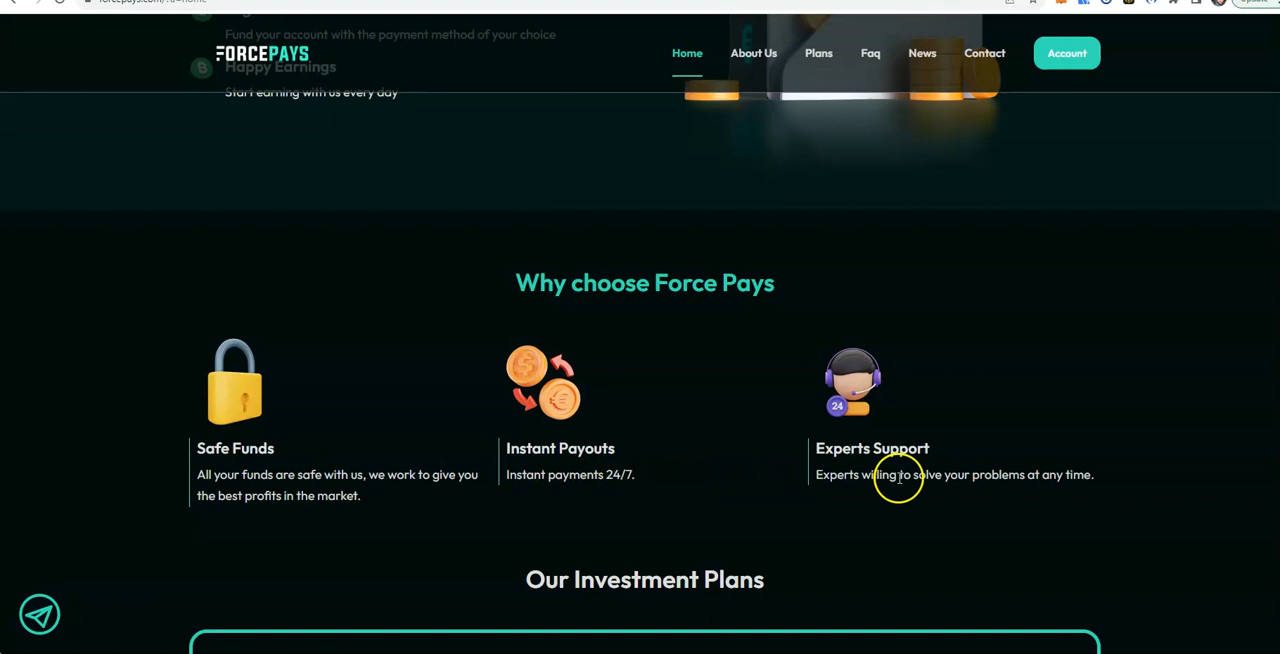 Fund your account with the payment method of your choice
FORCEPAYS
Home
About Us
Plans
Faq
News
Contact
Account
Happy Earnings
Start earning with us every day
Why choose Force Pays
24
Safe Funds
All your funds are safe with us, we work to give you
the best profits in the market.
Instant Payouts
Instant payments 24/7.
Experts Support
Experts willing to solve your problems at any time.
Our Investment Plans